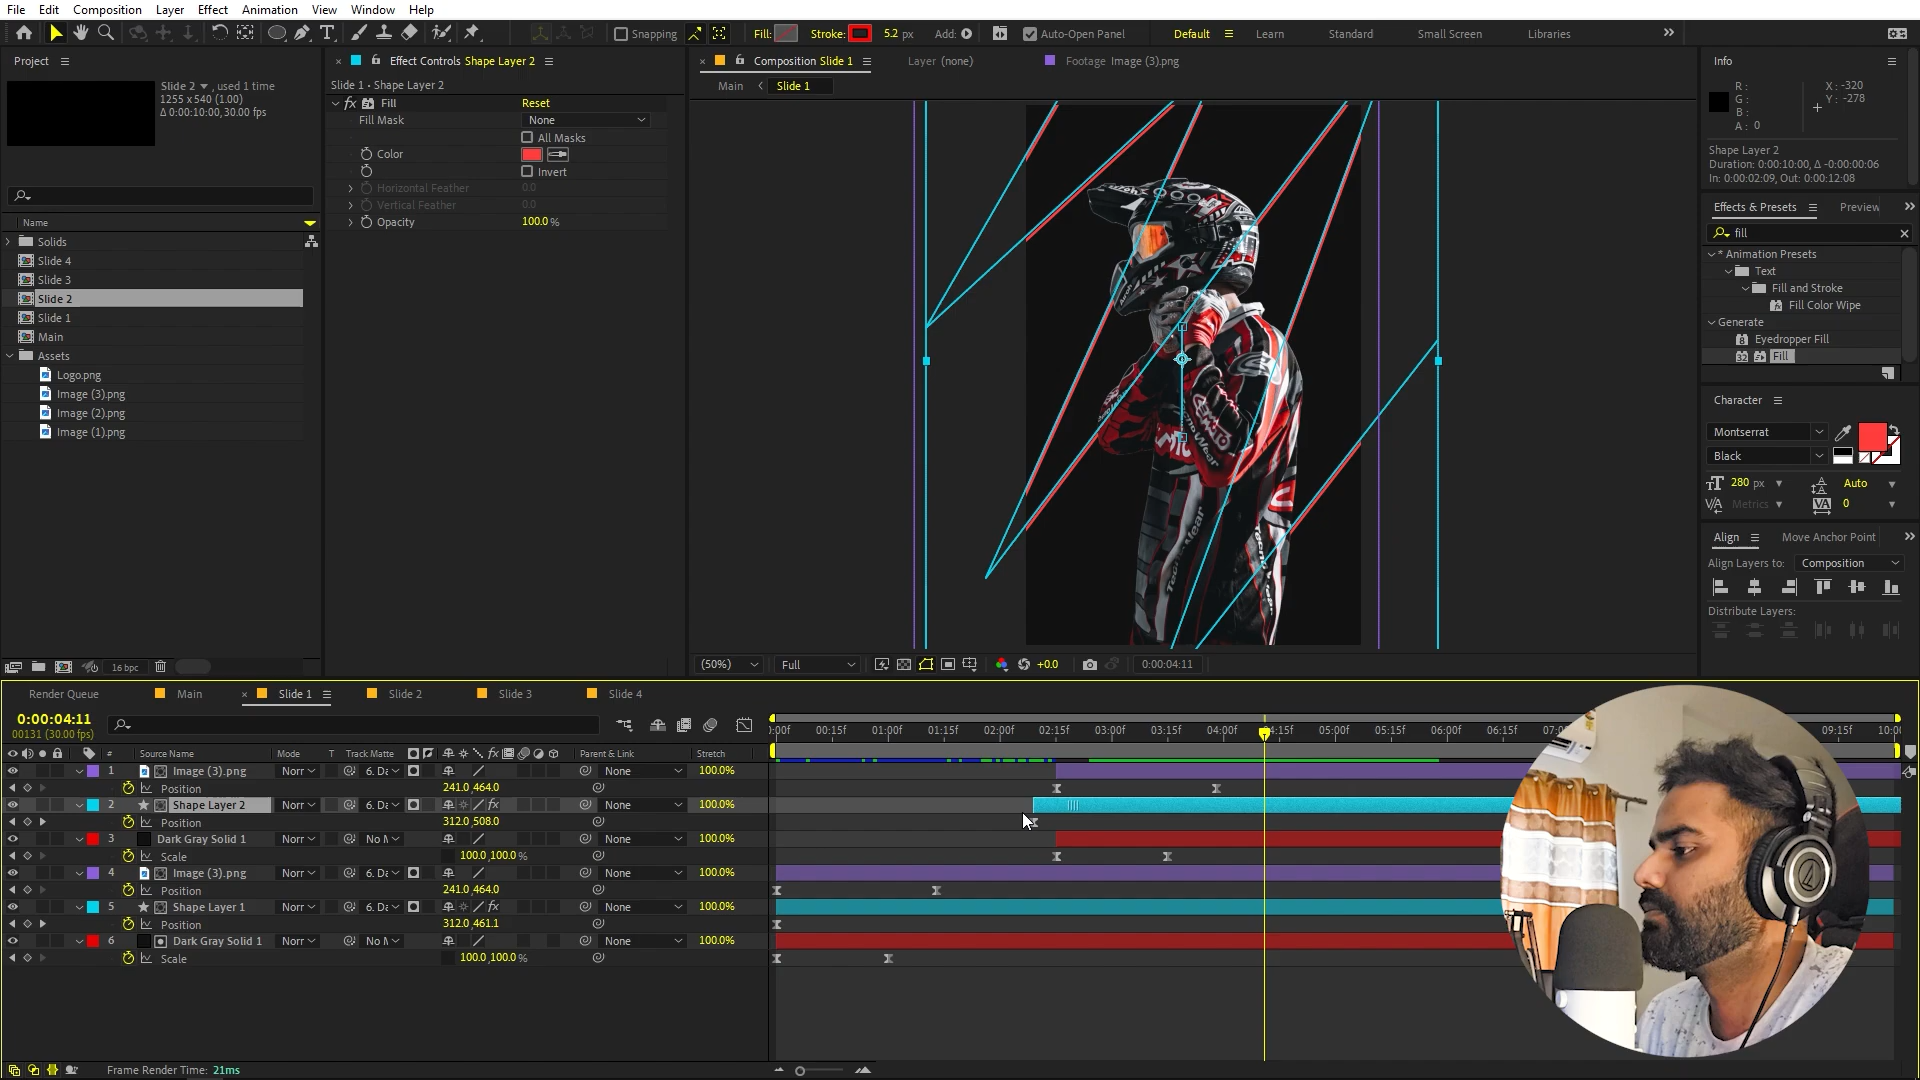 File Edit Composition Layer Effect Animation View Window Help
Snapping Fill: Stroke: 5.2 px Add: Auto-Open Panel Default Learn Standard Small Screen Libraries
Project
Effect Controls Shape Layer 2
Composition Slide 1 Layer (none) Footage Image (3).png
Info
Slide 2 , used 1 time
1255 x 540 (1.00)
Δ 0:00:10:00, 30.00 fps
Slide 1 • Shape Layer 2
fx Fill Reset
Fill Mask None
All Masks
Color
Invert
Horizontal Feather 0.0
Vertical Feather 0.0
Opacity 100.0 %
Main Slide 1
R :
G :
B :
A : 0
X : -320
Y : -278
Shape Layer 2
Duration: 0:00:10:00, Δ -0:00:00:06
In: 0:00:02:09, Out: 0:00:12:08
Effects & Presets Preview
fill
* Animation Presets
Text
Fill and Stroke
Fill Color Wipe
Generate
Eyedropper Fill
Fill
Character
Montserrat
Black
280 px Auto
Metrics 0
Align Move Anchor Point
Align Layers to: Composition
Distribute Layers:
Name
Solids
Slide 4
Slide 3
Slide 2
Slide 1
Main
Assets
Logo.png
Image (3).png
Image (2).png
Image (1).png
16 bpc
(50%) Full +0.0 0:00:04:11
Render Queue Main Slide 1 Slide 2 Slide 3 Slide 4
0:00:04:11
00131 (30.00 fps)
# Source Name Mode T Track Matte fx Parent & Link Stretch
:00f 00:15f 01:00f 01:15f 02:00f 02:15f 03:00f 03:15f 04:00f 04:15f 05:00f 05:15f 06:00f 06:15f 09:15f
1 Image (3).png Norr 6. Da None 100.0%
Position 241.0,464.0
2 Shape Layer 2 Norr 6. Da fx None 100.0%
Position 312.0,508.0
3 Dark Gray Solid 1 Norr No M None 100.0%
Scale 100.0,100.0 %
4 Image (3).png Norr 6. Da None 100.0%
Position 241.0,464.0
5 Shape Layer 1 Norr 6. Da fx None 100.0%
Position 312.0,461.1
6 Dark Gray Solid 1 Norr No M None 100.0%
Scale 100.0,100.0 %
Frame Render Time: 21ms